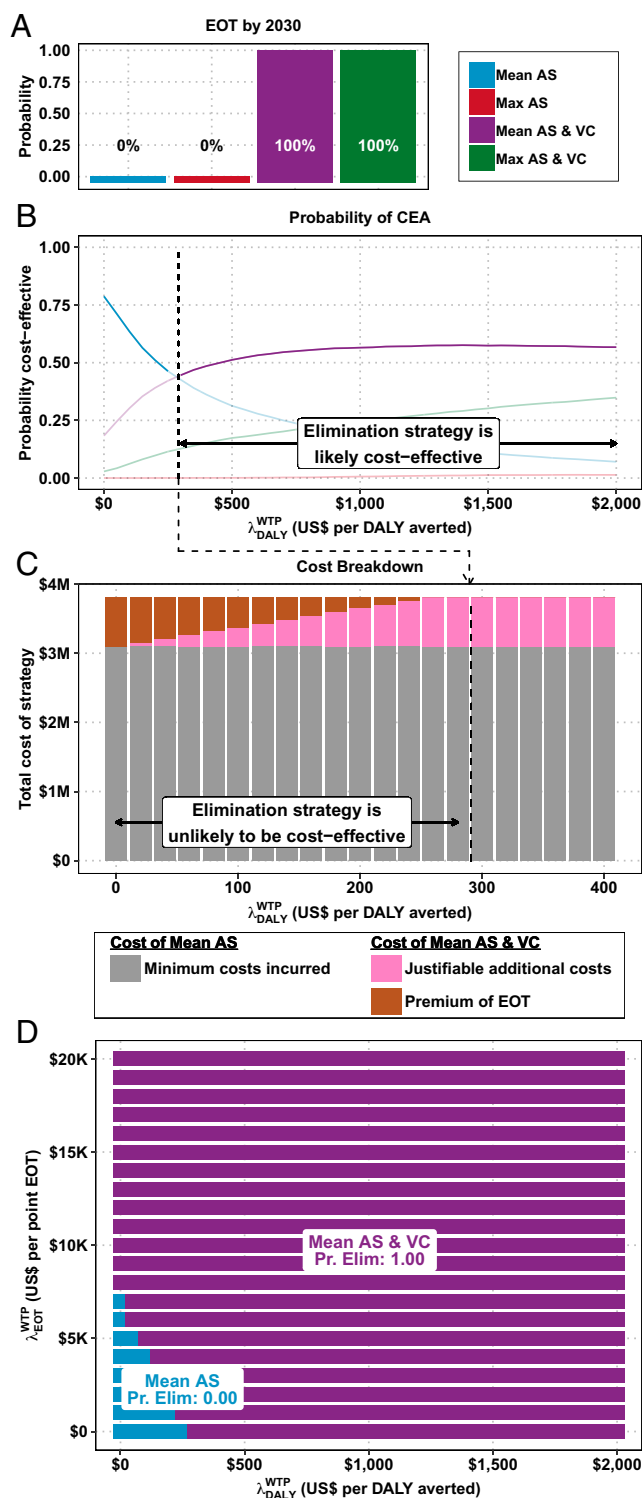 A
EOT by 2030
Probability
1.00
0.75
0.50
0.25
0.00
0%
0%
100%
100%
Mean AS
Max AS
Mean AS & VC
Max AS & VC
B
Probability of CEA
Probability cost−effective
1.00
0.75
0.50
0.25
0.00
Elimination strategy is
likely cost−effective
$0
$500
$1,000
$1,500
$2,000
λ WTP DALY (US$ per DALY averted)
C
Cost Breakdown
Total cost of strategy
$4M
$3M
$2M
$1M
$0
Elimination strategy is
unlikely to be cost−effective
0
100
200
300
400
λ WTP DALY (US$ per DALY averted)
Cost of Mean AS
Minimum costs incurred
Cost of Mean AS & VC
Justifiable additional costs
Premium of EOT
D
λ WTP EOT (US$ per point EOT)
$20K
$15K
$10K
$5K
$0
Mean AS & VC
Pr. Elim: 1.00
Mean AS
Pr. Elim: 0.00
$0
$500
$1,000
$1,500
$2,000
λ WTP DALY (US$ per DALY averted)